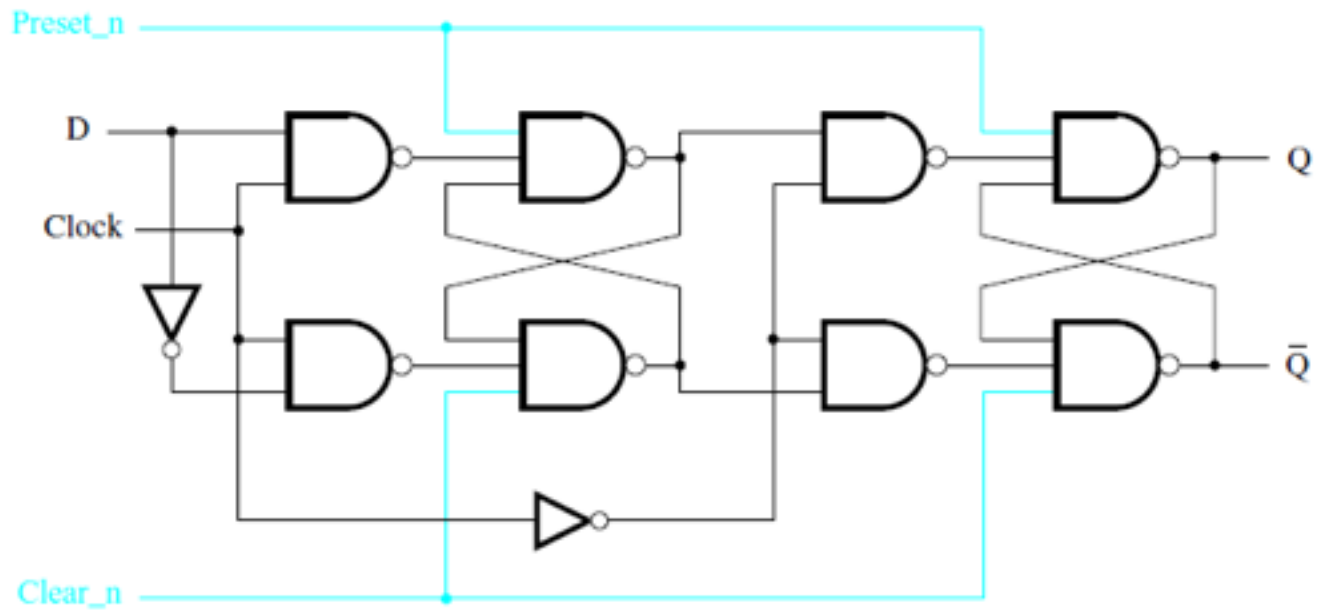 Preset_n
D
Q
Clock
Q̅
Clear_n